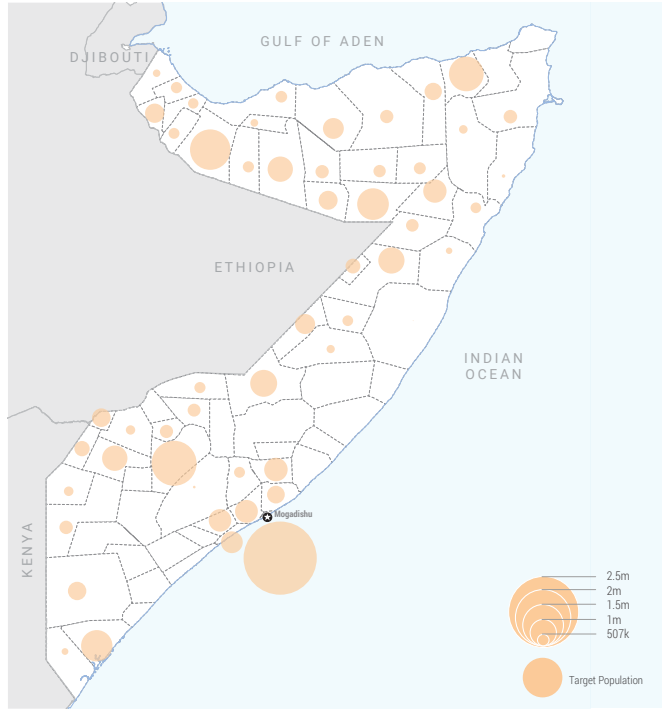 GULF OF ADEN
DJIBOUTI
ETHIOPIA
INDIAN
OCEAN
KENYA
Mogadishu
2.5m
2m
1.5m
1m
507k
Target Population